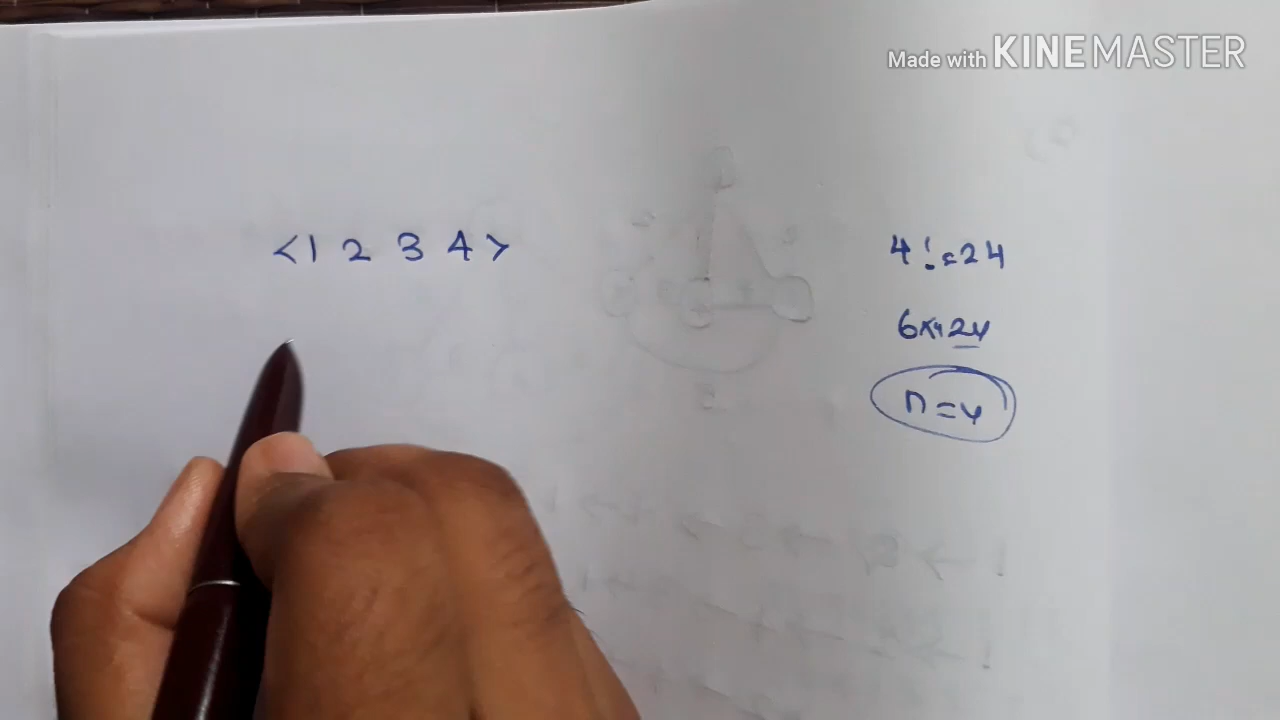 Made with KINEMASTER
<1 2 3 4>
4! = 24
6x4 24
n = 4